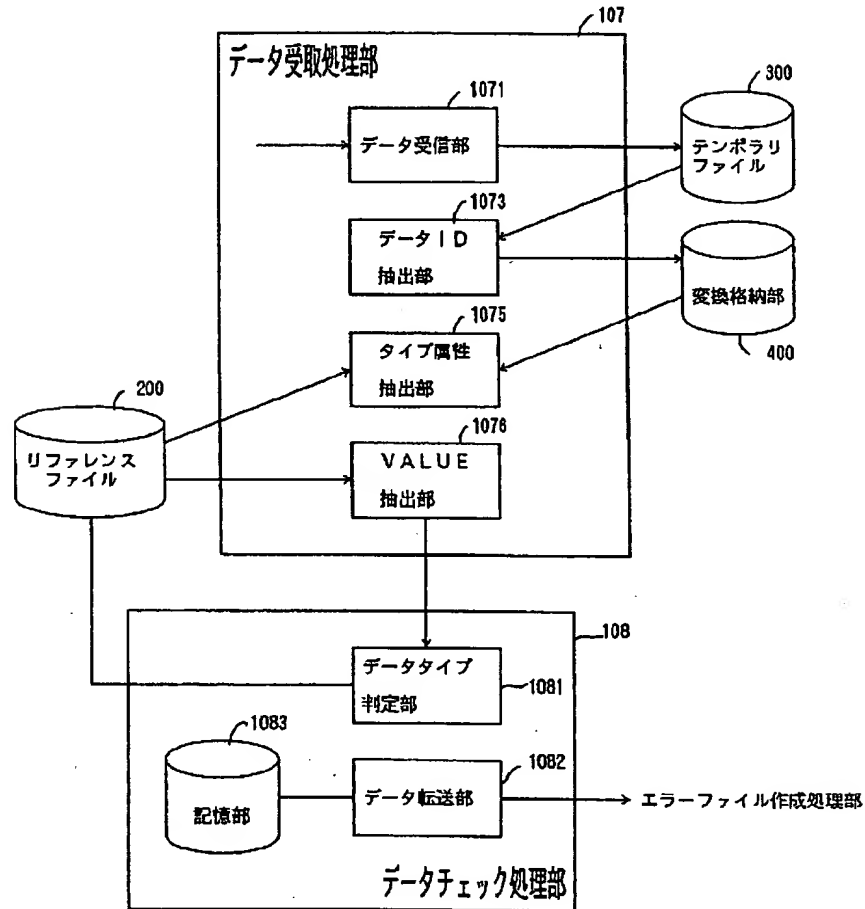 107
データ受取処理部
1071
データ受信部
300
テンポラリ
ファイル
1073
データID
抽出部
変換格納部
400
1075
タイプ属性
抽出部
200
リファレンス
ファイル
1076
VALUE
抽出部
108
データタイプ
判定部
1081
1083
記憶部
1082
データ転送部
エラーファイル作成処理部
データチェック処理部